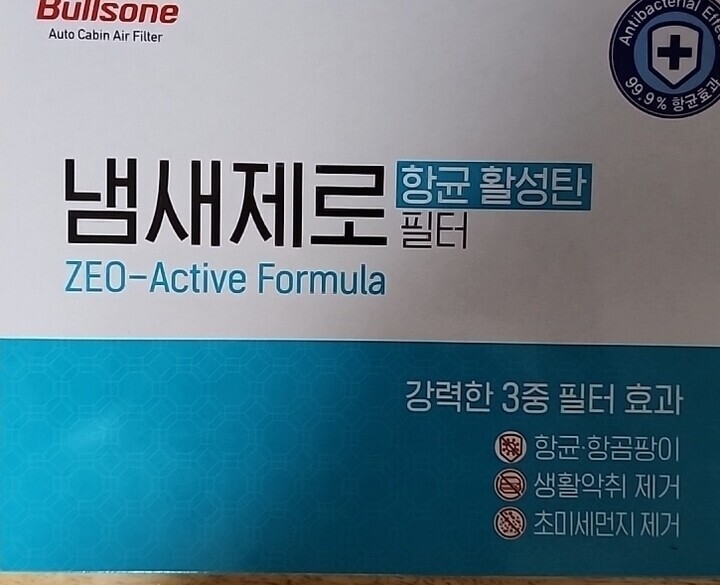 Bullsone
Auto Cabin Air Filter
Antibacterial
99.9% 항균효과
냄새제로 항균 활성탄
필터
ZEO-Active Formula
강력한 3중 필터 효과
항균·항곰팡이
생활악취 제거
초미세먼지 제거